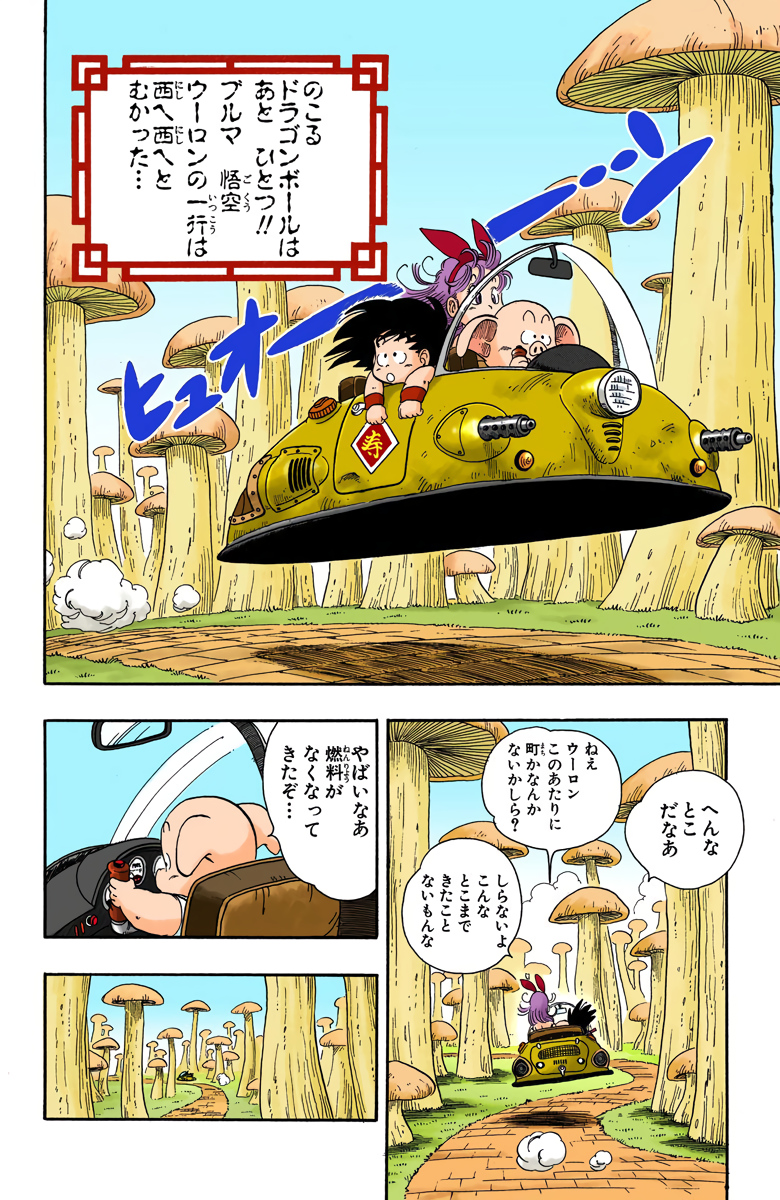 のこる
ドラゴンボールは
あと ひとつ!!
ブルマ 悟空
ウーロンの一行は
西へ西へと
むかった…
ヒュオーーッ
寿
へんな
とこ
だなあ
ねえ
ウーロン
このあたりに
町かなんか
ないかしら?
しらないよ
こんな
とこまで
きたこと
ないもんな
やばいなあ
燃料が
なくなって
きたぞ…